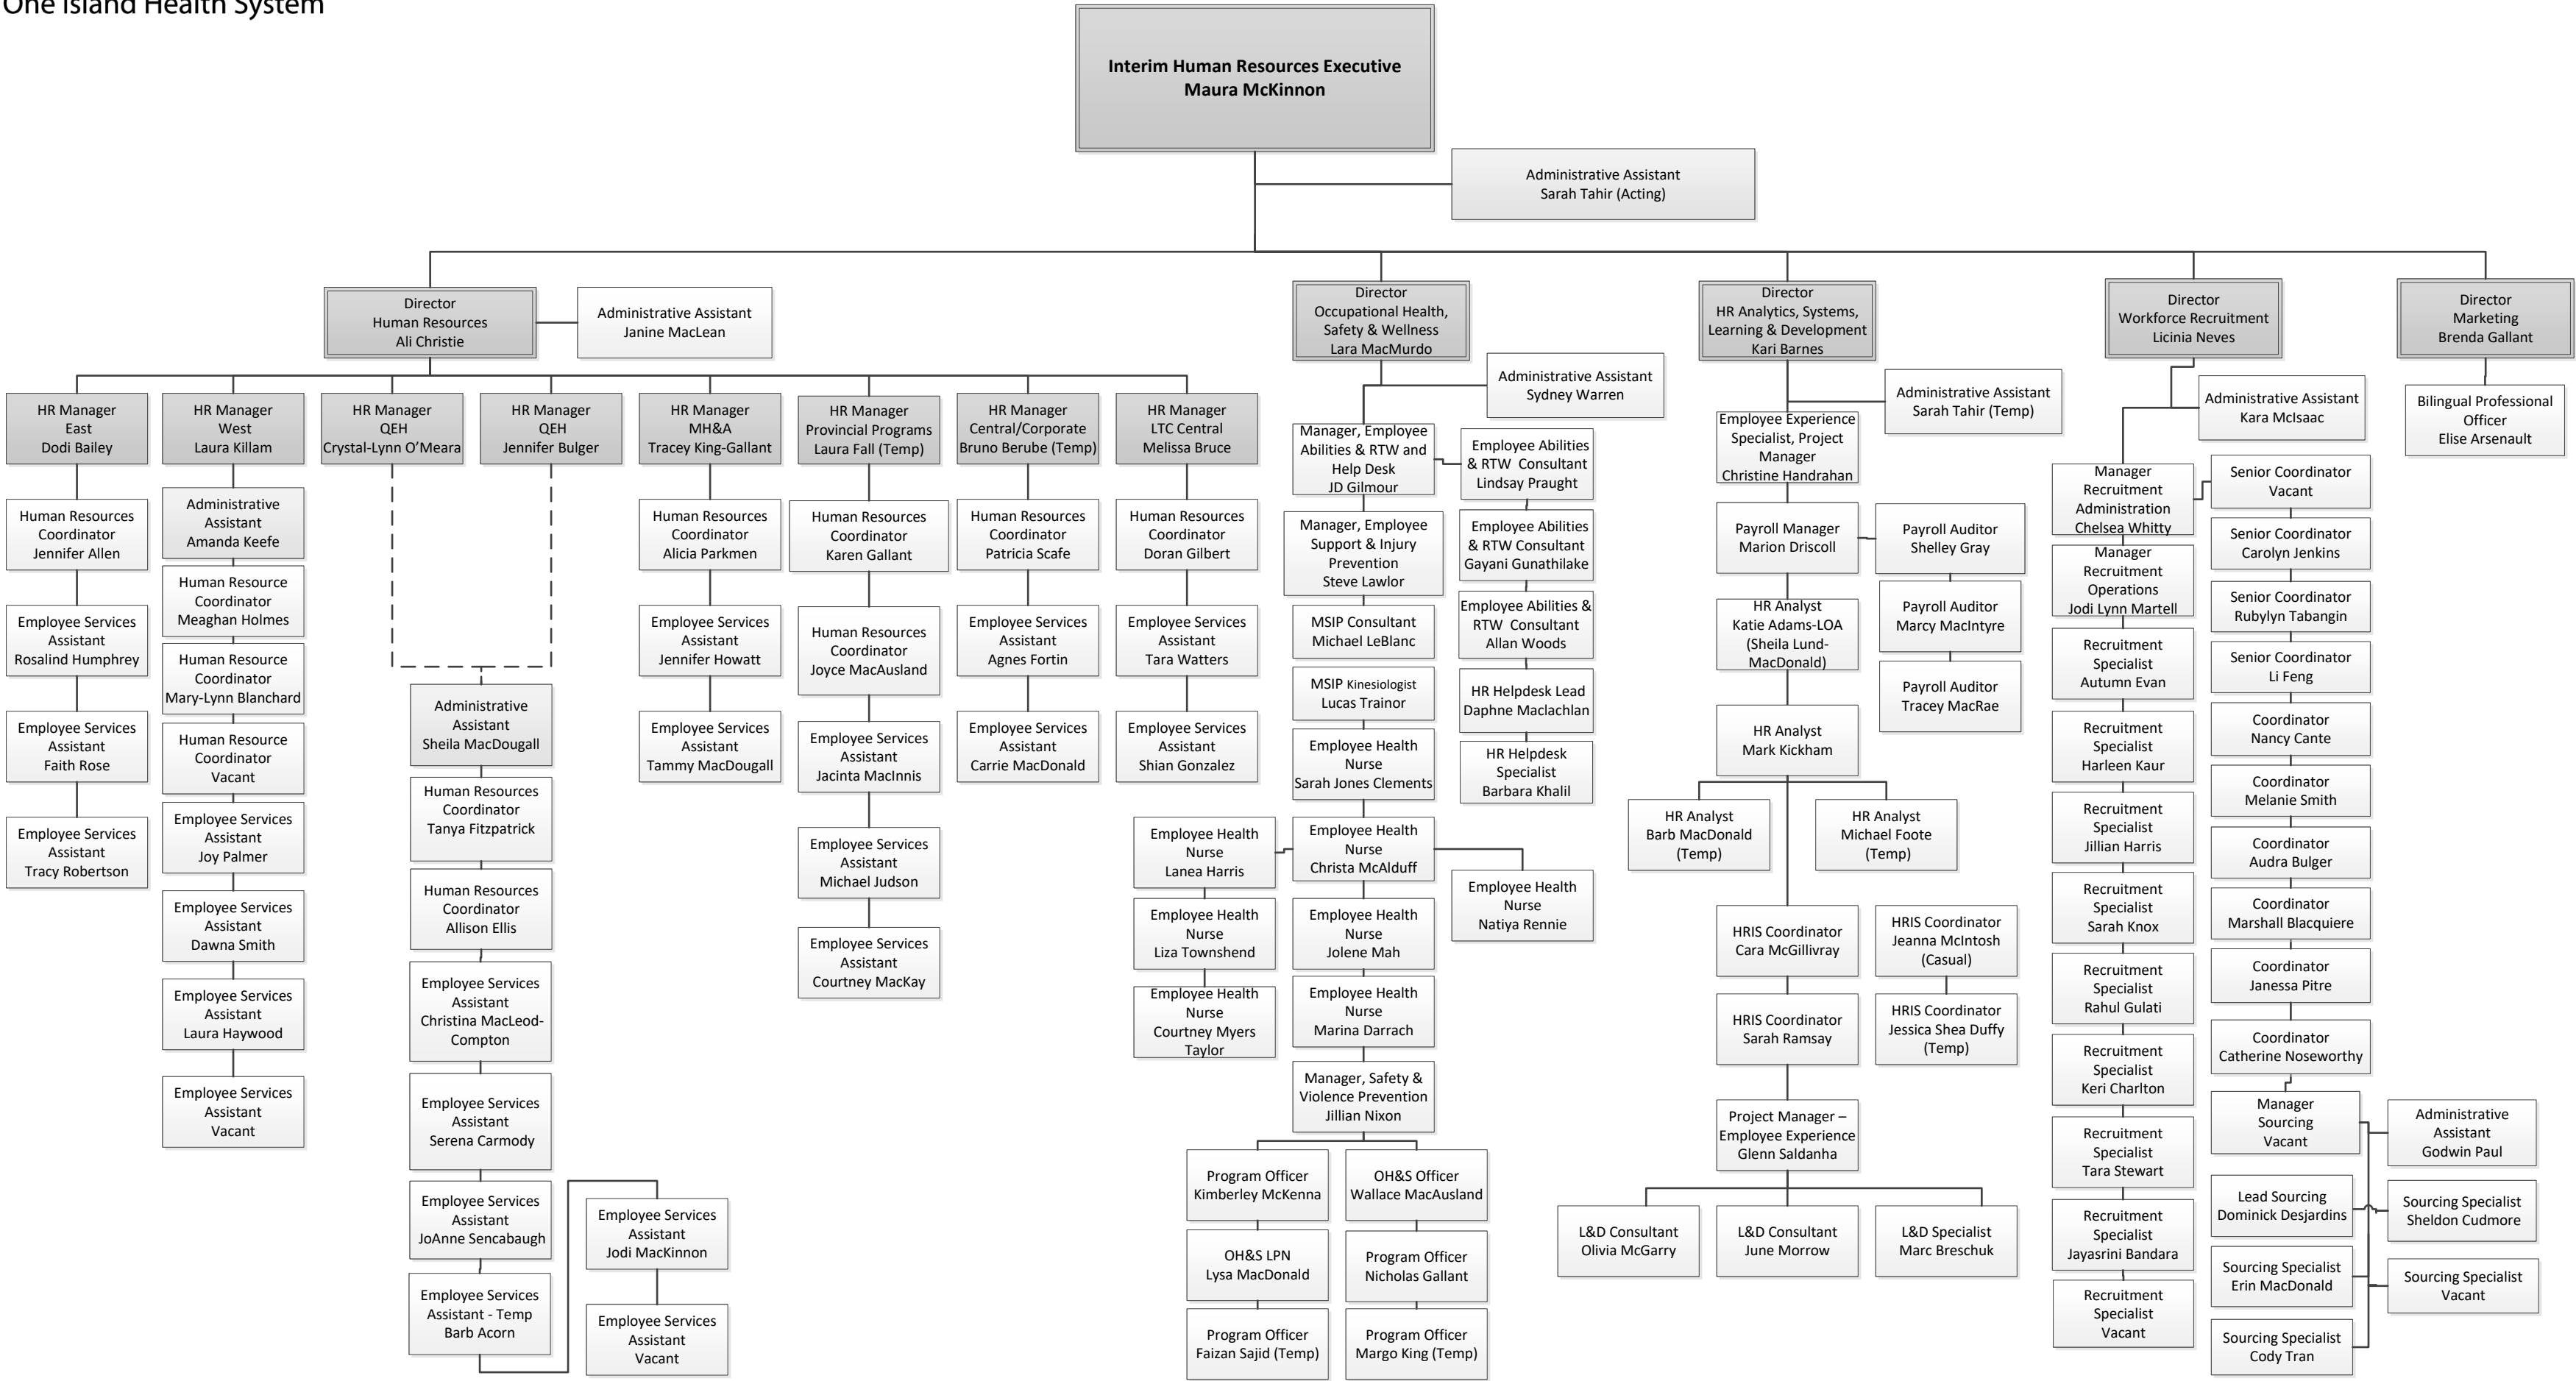 One Island Health System
Interim Human Resources Executive
Maura McKinnon
Administrative Assistant
Sarah Tahir (Acting)
Director
Human Resources
Ali Christie
Administrative Assistant
Janine MacLean
Director
Occupational Health,
Safety & Wellness
Lara MacMurdo
Director
HR Analytics, Systems,
Learning & Development
Kari Barnes
Director
Workforce Recruitment
Licinia Neves
Director
Marketing
Brenda Gallant
HR Manager
East
Dodi Bailey
Human Resources
Coordinator
Jennifer Allen
Employee Services
Assistant
Rosalind Humphrey
Employee Services
Assistant
Faith Rose
Employee Services
Assistant
Tracy Robertson
HR Manager
West
Laura Killam
Administrative
Assistant
Amanda Keefe
Human Resource
Coordinator
Meaghan Holmes
Human Resource
Coordinator
Mary-Lynn Blanchard
Human Resource
Coordinator
Vacant
Employee Services
Assistant
Joy Palmer
Employee Services
Assistant
Dawna Smith
Employee Services
Assistant
Laura Haywood
Employee Services
Assistant
Vacant
HR Manager
QEH
Crystal-Lynn O’Meara
HR Manager
QEH
Jennifer Bulger
Administrative
Assistant
Sheila MacDougall
Human Resources
Coordinator
Tanya Fitzpatrick
Human Resources
Coordinator
Allison Ellis
Employee Services
Assistant
Christina MacLeod-
Compton
Employee Services
Assistant
Serena Carmody
Employee Services
Assistant
JoAnne Sencabaugh
Employee Services
Assistant - Temp
Barb Acorn
Employee Services
Assistant
Jodi MacKinnon
Employee Services
Assistant
Vacant
HR Manager
MH&A
Tracey King-Gallant
Human Resources
Coordinator
Alicia Parkmen
Employee Services
Assistant
Jennifer Howatt
Employee Services
Assistant
Tammy MacDougall
HR Manager
Provincial Programs
Laura Fall (Temp)
Human Resources
Coordinator
Karen Gallant
Human Resources
Coordinator
Joyce MacAusland
Employee Services
Assistant
Jacinta MacInnis
Employee Services
Assistant
Michael Judson
Employee Services
Assistant
Courtney MacKay
HR Manager
Central/Corporate
Bruno Berube (Temp)
Human Resources
Coordinator
Patricia Scafe
Employee Services
Assistant
Agnes Fortin
Employee Services
Assistant
Carrie MacDonald
HR Manager
LTC Central
Melissa Bruce
Human Resources
Coordinator
Doran Gilbert
Employee Services
Assistant
Tara Watters
Employee Services
Assistant
Shian Gonzalez
Administrative Assistant
Sydney Warren
Manager, Employee
Abilities & RTW and
Help Desk
JD Gilmour
Employee Abilities
& RTW Consultant
Lindsay Praught
Employee Abilities
& RTW Consultant
Gayani Gunathilake
Employee Abilities &
RTW Consultant
Allan Woods
HR Helpdesk Lead
Daphne Maclachlan
HR Helpdesk
Specialist
Barbara Khalil
Manager, Employee
Support & Injury
Prevention
Steve Lawlor
MSIP Consultant
Michael LeBlanc
MSIP Kinesiologist
Lucas Trainor
Employee Health
Nurse
Sarah Jones Clements
Employee Health
Nurse
Christa McAlduff
Employee Health
Nurse
Lanea Harris
Employee Health
Nurse
Liza Townshend
Employee Health
Nurse
Courtney Myers
Taylor
Employee Health
Nurse
Natiya Rennie
Employee Health
Nurse
Jolene Mah
Employee Health
Nurse
Marina Darrach
Manager, Safety &
Violence Prevention
Jillian Nixon
Program Officer
Kimberley McKenna
OH&S LPN
Lysa MacDonald
Program Officer
Faizan Sajid (Temp)
OH&S Officer
Wallace MacAusland
Program Officer
Nicholas Gallant
Program Officer
Margo King (Temp)
Administrative Assistant
Sarah Tahir (Temp)
Employee Experience
Specialist, Project
Manager
Christine Handrahan
Payroll Manager
Marion Driscoll
Payroll Auditor
Shelley Gray
Payroll Auditor
Marcy MacIntyre
Payroll Auditor
Tracey MacRae
HR Analyst
Katie Adams-LOA
(Sheila Lund-
MacDonald)
HR Analyst
Mark Kickham
HR Analyst
Barb MacDonald
(Temp)
HR Analyst
Michael Foote
(Temp)
HRIS Coordinator
Cara McGillivray
HRIS Coordinator
Jeanna McIntosh
(Casual)
HRIS Coordinator
Sarah Ramsay
HRIS Coordinator
Jessica Shea Duffy
(Temp)
Project Manager –
Employee Experience
Glenn Saldanha
L&D Consultant
Olivia McGarry
L&D Consultant
June Morrow
L&D Specialist
Marc Breschuk
Administrative Assistant
Kara McIsaac
Manager
Recruitment
Administration
Chelsea Whitty
Manager
Recruitment
Operations
Jodi Lynn Martell
Recruitment
Specialist
Autumn Evan
Recruitment
Specialist
Harleen Kaur
Recruitment
Specialist
Jillian Harris
Recruitment
Specialist
Sarah Knox
Recruitment
Specialist
Rahul Gulati
Recruitment
Specialist
Keri Charlton
Recruitment
Specialist
Tara Stewart
Recruitment
Specialist
Jayasrini Bandara
Recruitment
Specialist
Vacant
Senior Coordinator
Vacant
Senior Coordinator
Carolyn Jenkins
Senior Coordinator
Rubylyn Tabangin
Senior Coordinator
Li Feng
Coordinator
Nancy Cante
Coordinator
Melanie Smith
Coordinator
Audra Bulger
Coordinator
Marshall Blacquiere
Coordinator
Janessa Pitre
Coordinator
Catherine Noseworthy
Manager
Sourcing
Vacant
Administrative
Assistant
Godwin Paul
Lead Sourcing
Dominick Desjardins
Sourcing Specialist
Sheldon Cudmore
Sourcing Specialist
Erin MacDonald
Sourcing Specialist
Vacant
Sourcing Specialist
Cody Tran
Bilingual Professional
Officer
Elise Arsenault